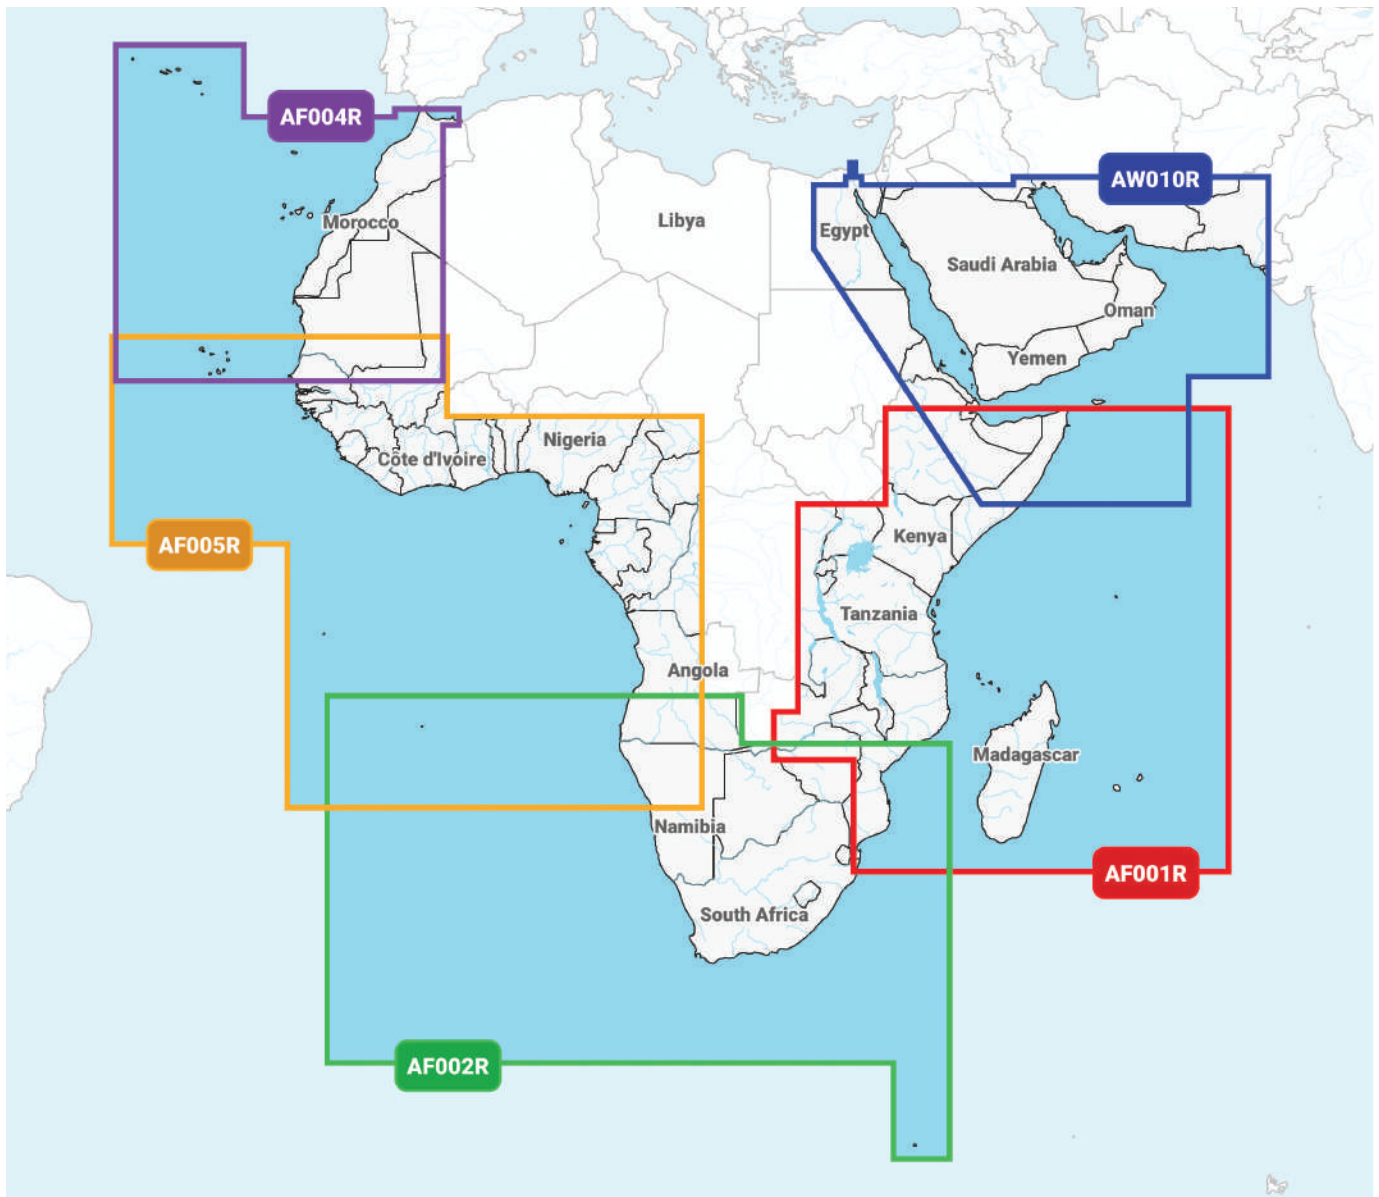 AF004R
AW010R
Morocco
Libya
Egypt
Saudi Arabia
Oman
Yemen
Nigeria
Côte d'Ivoire
Kenya
AF005R
Tanzania
Angola
Madagascar
Namibia
AF001R
South Africa
AF002R